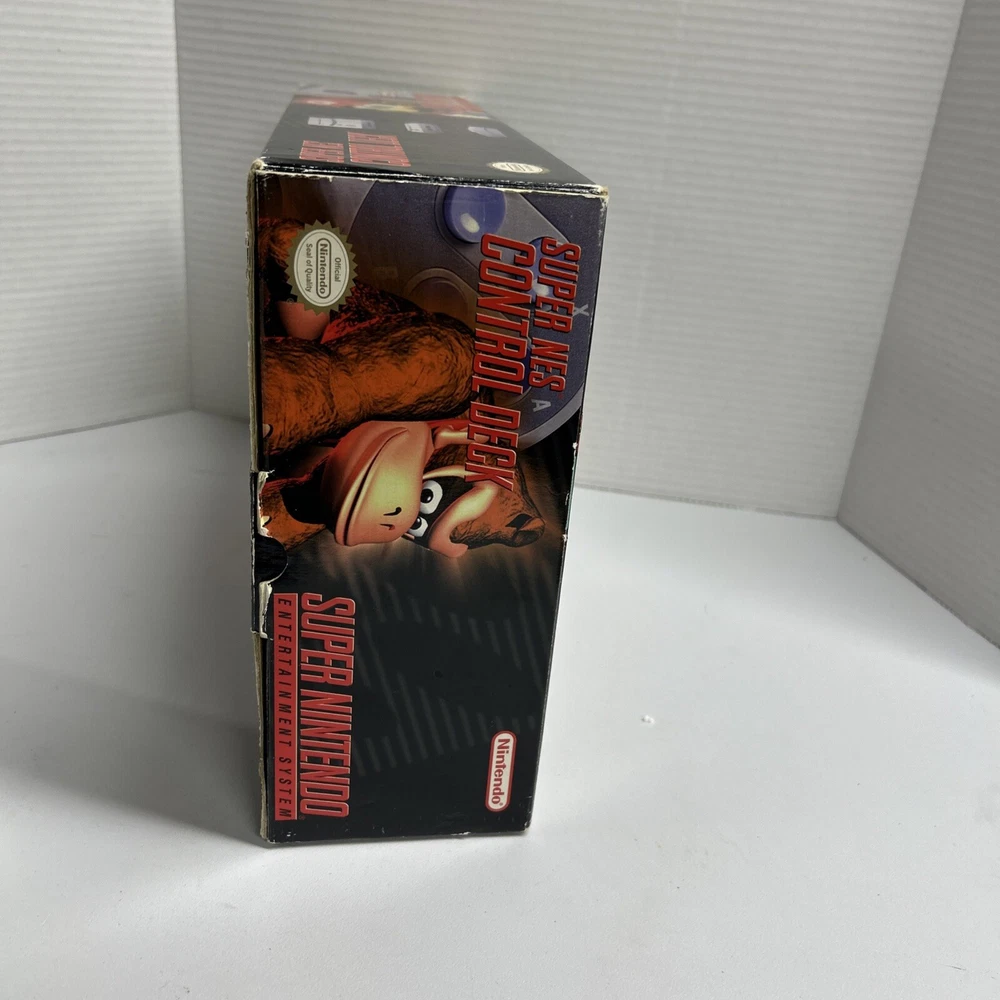 SUPER NES
CONTROL DECK
Official
Nintendo
Seal of Quality
X
A
SUPER NINTENDO
ENTERTAINMENT SYSTEM
Nintendo®